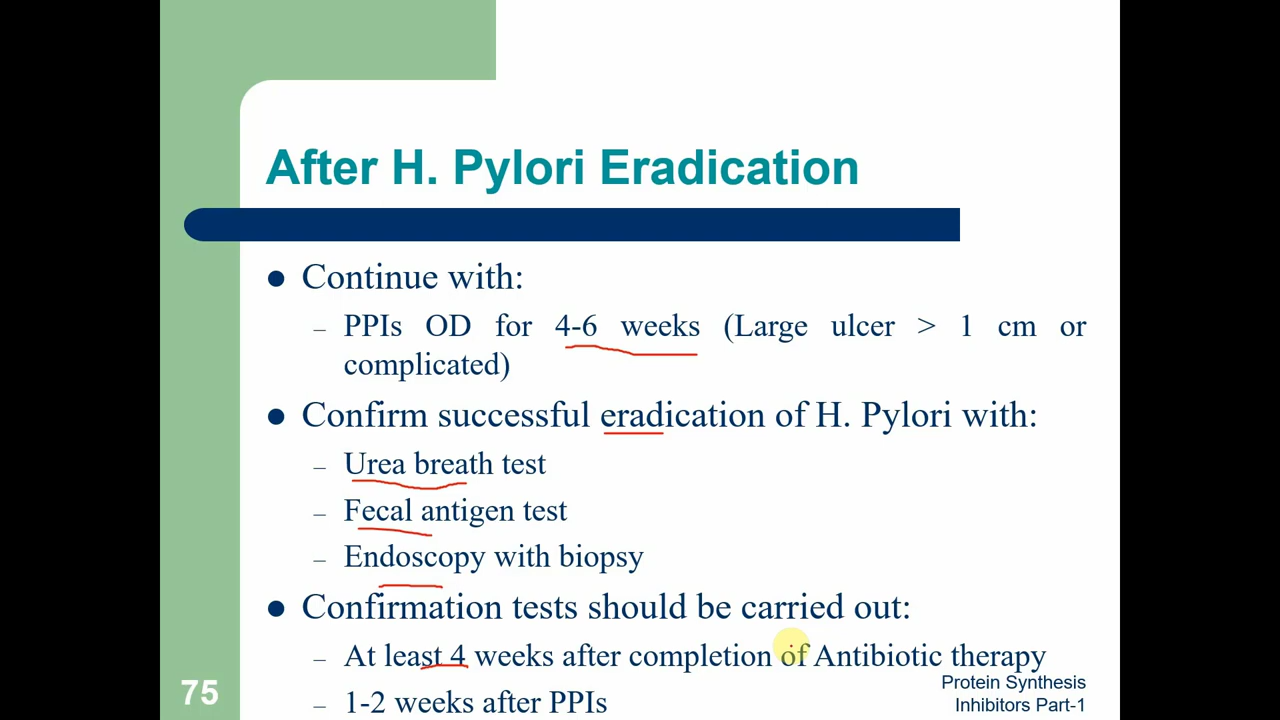 After H. Pylori Eradication
Continue with:
– PPIs OD for 4-6 weeks (Large ulcer > 1 cm or
complicated)
Confirm successful eradication of H. Pylori with:
– Urea breath test
– Fecal antigen test
– Endoscopy with biopsy
Confirmation tests should be carried out:
– At least 4 weeks after completion of Antibiotic therapy
– 1-2 weeks after PPIs
75
Protein Synthesis
Inhibitors Part-1